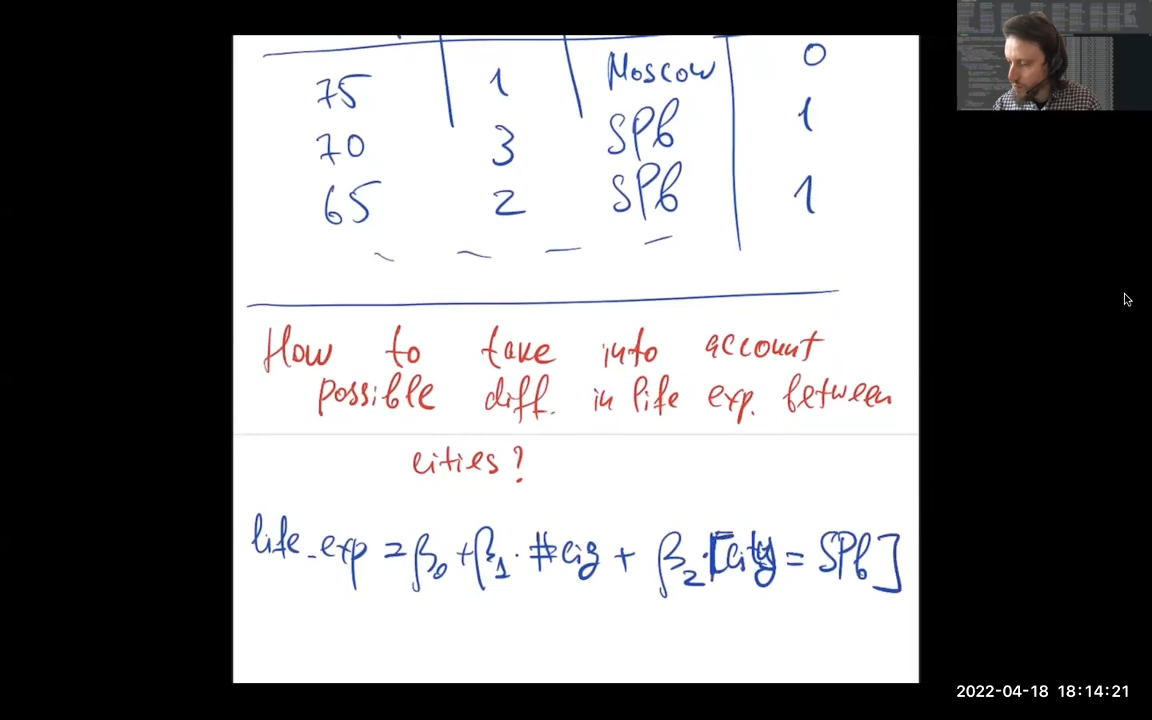 75 1 Moscow 0
70 3 SPb 1
65 2 SPb 1
How to take into account
possible diff. in life exp. between
cities?
life_exp = β₀ + β₁ · #cig + β₂ · [city = SPb]
2022-04-18 18:14:21